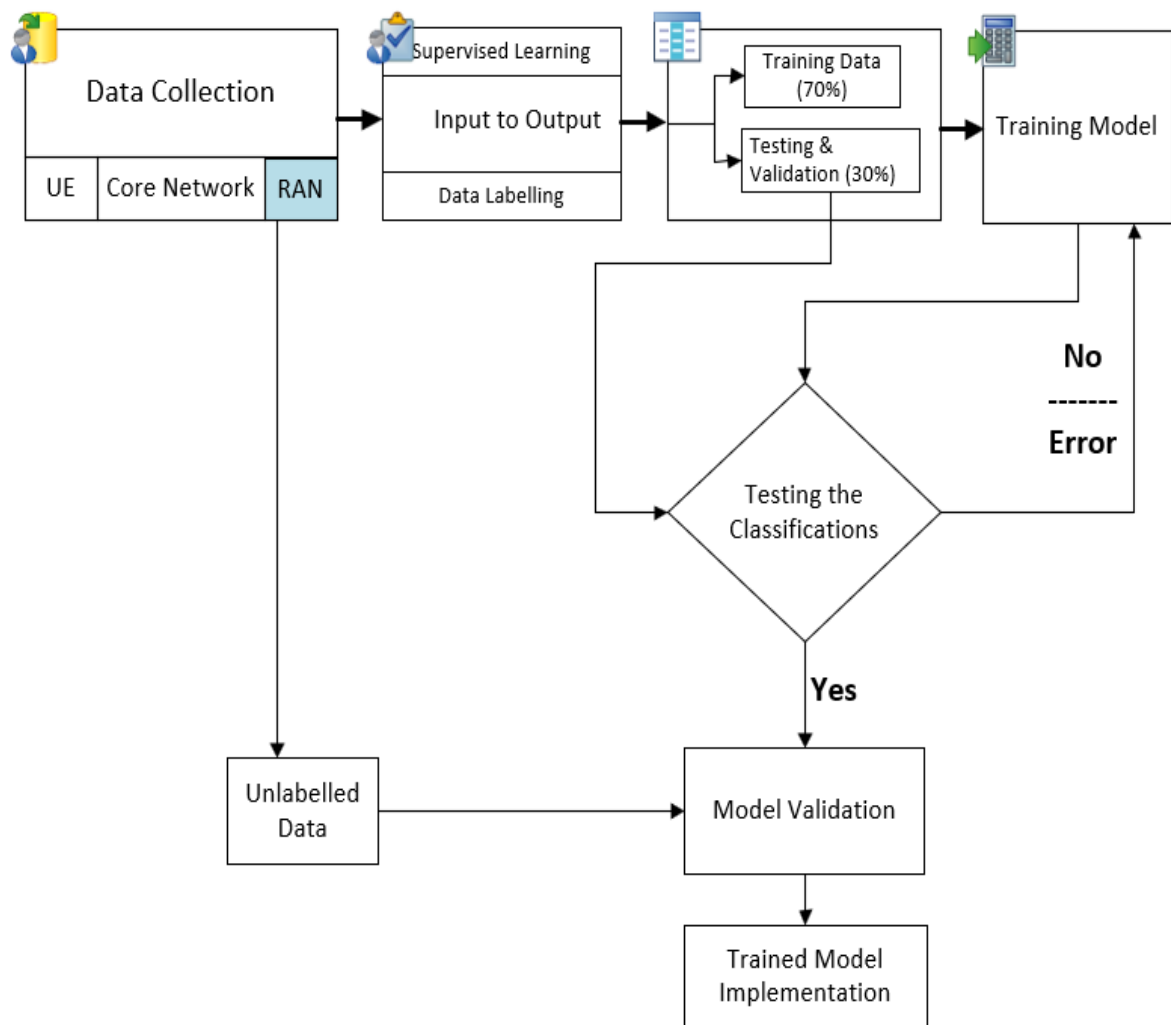 Data Collection
UE
Core Network
RAN
Supervised Learning
Input to Output
Data Labelling
Training Data
(70%)
Testing &
Validation (30%)
Training Model
No
-------
Error
Testing the
Classifications
Yes
Unlabelled
Data
Model Validation
Trained Model
Implementation